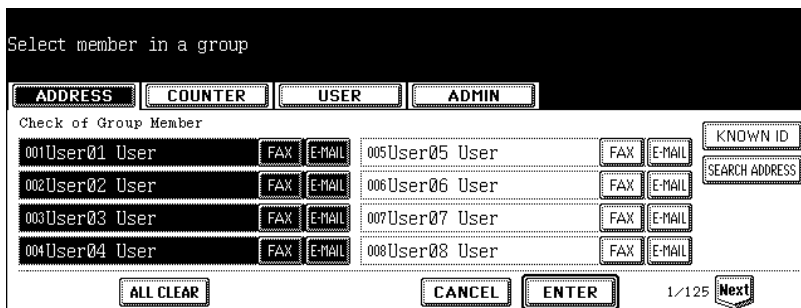 Select member in a group
ADDRESS COUNTER USER ADMIN
Check of Group Member
KNOWN ID
SEARCH ADDRESS
001User01 User FAX E-MAIL 005User05 User FAX E-MAIL
002User02 User FAX E-MAIL 006User06 User FAX E-MAIL
003User03 User FAX E-MAIL 007User07 User FAX E-MAIL
004User04 User FAX E-MAIL 008User08 User FAX E-MAIL
ALL CLEAR CANCEL ENTER 1/125 Next